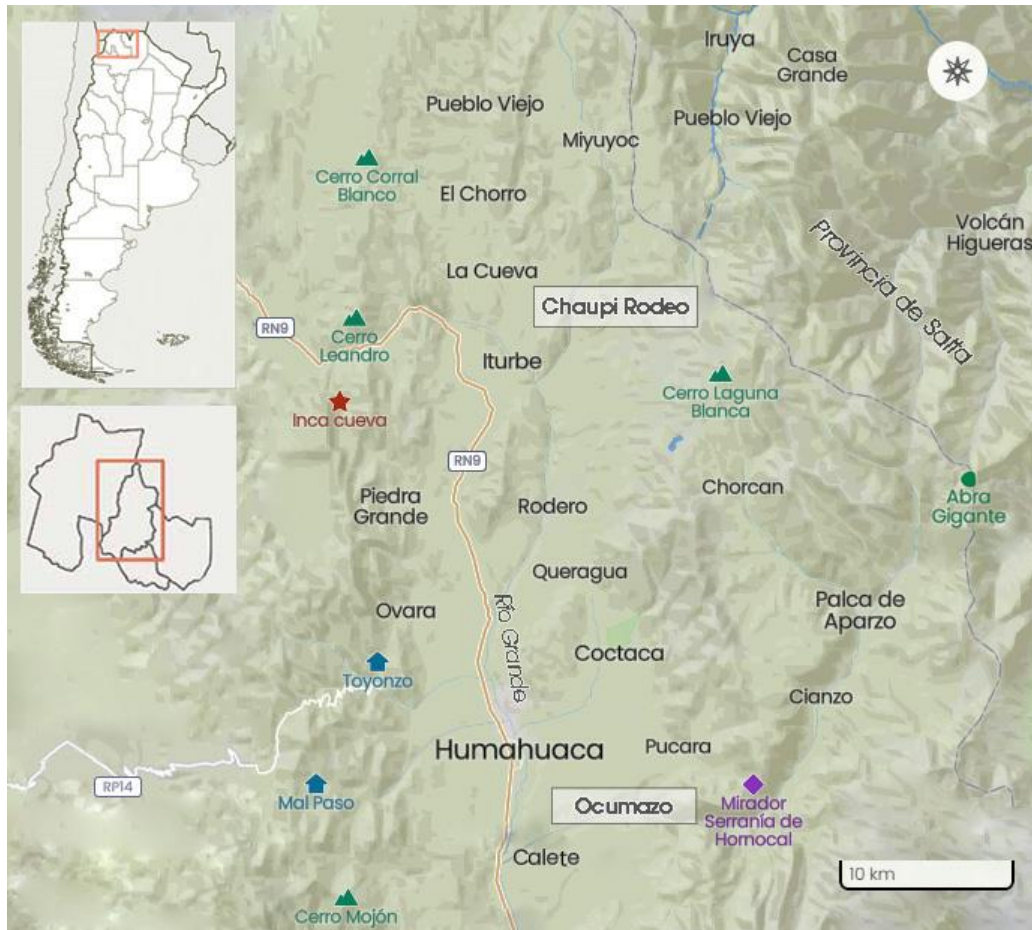 Iruya
Casa
Grande
Pueblo Viejo
Pueblo Viejo
Miyuyoc
Cerro Corral
Blanco
El Chorro
Volcán
Higueras
Provincia de Salta
La Cueva
Chaupi Rodeo
RN9
Cerro
Leandro
Iturbe
Cerro Laguna
Blanca
Inca cueva
RN9
Piedra
Grande
Rodero
Chorcan
Abra
Gigante
Queragua
Río Grande
Ovara
Palca de
Aparzo
Coctaca
Toyonzo
Cianzo
Humahuaca
Pucara
RP14
Mal Paso
Ocumazo
Mirador
Serranía de
Hornocal
Calete
10 km
Cerro Mojón